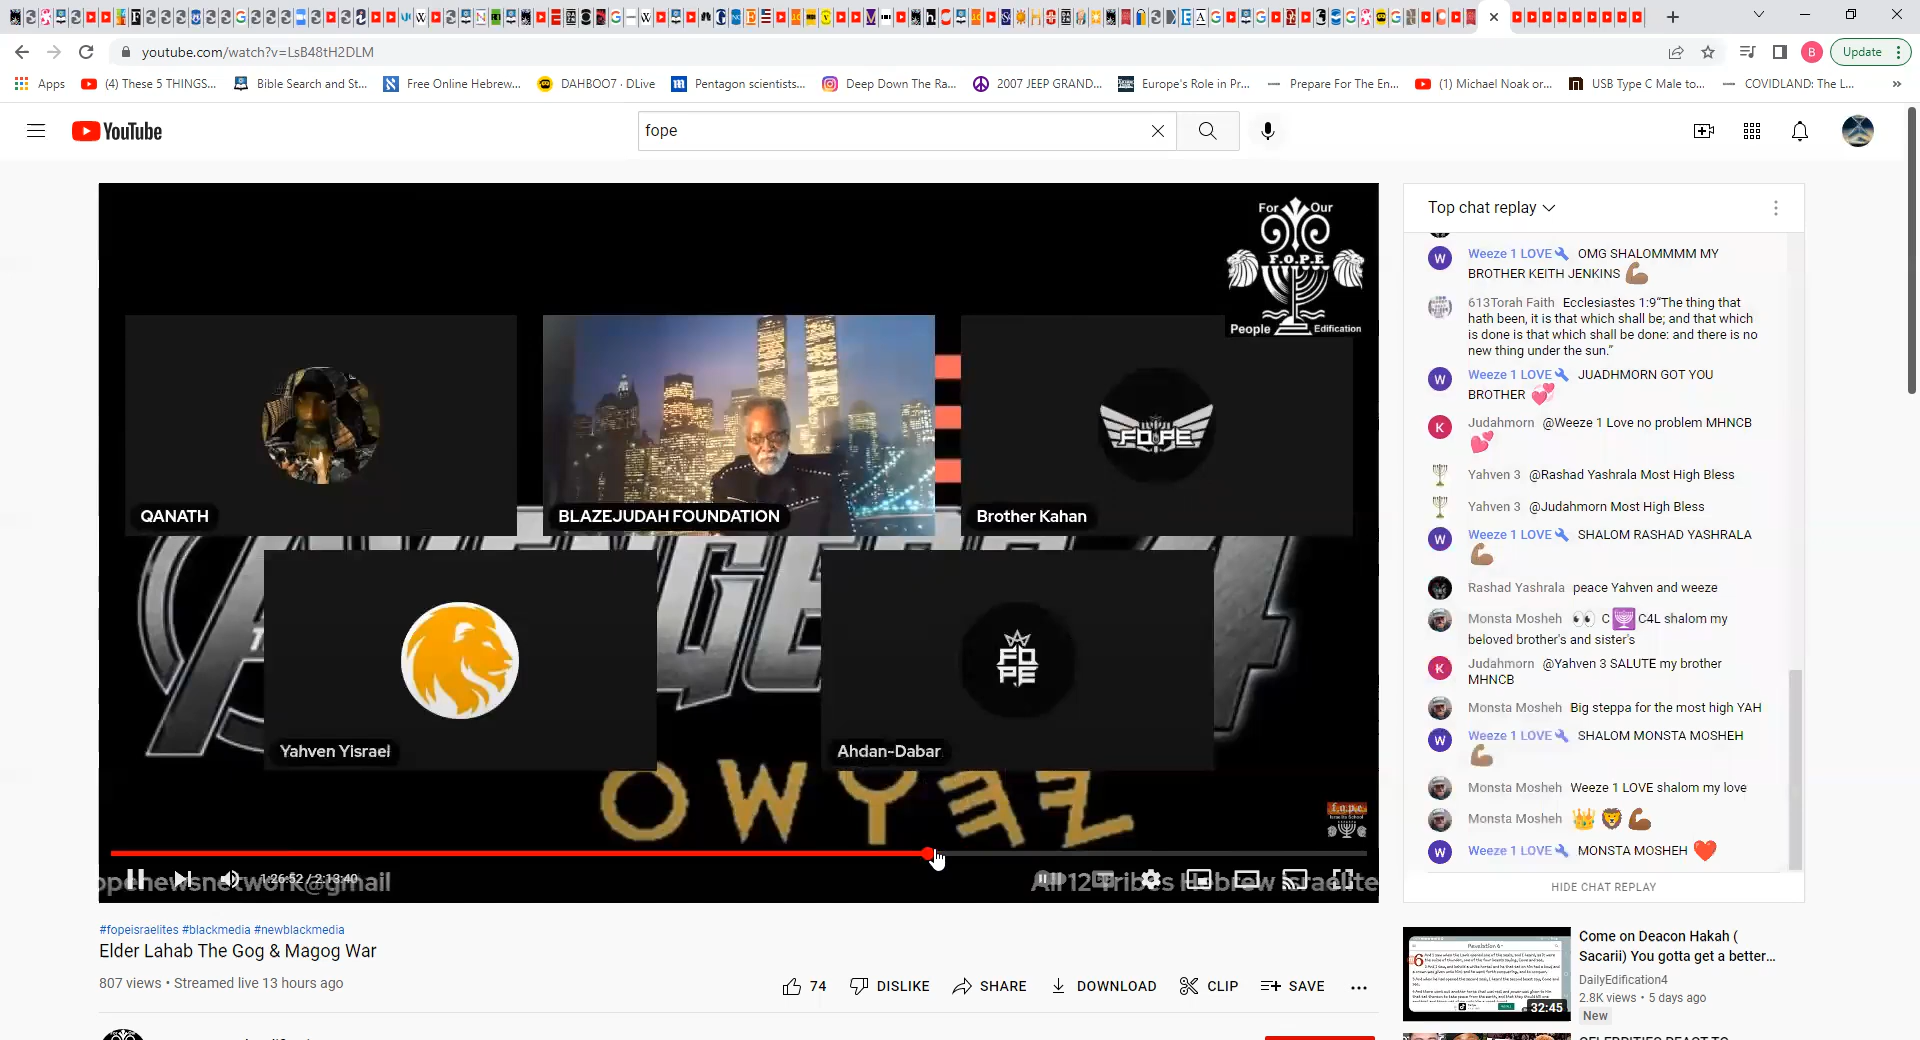 youtube.com/watch?v=LsB48tH2DLM
Update
Apps
(4) These 5 THINGS...
Bible Search and St...
Free Online Hebrew...
DAHBOO7 · DLive
Pentagon scientists...
Deep Down The Ra...
2007 JEEP GRAND...
Europe's Role in Pr...
Prepare For The En...
(1) Michael Noak or...
USB Type C Male to...
COVIDLAND: The L...
YouTube
fope
For Our
F.O.P.E
People Edification
QANATH
BLAZEJUDAH FOUNDATION
Brother Kahan
FOPE
Yahven Yisrael
FOPE
Ahdan-Dabar
f.o.p.e
Israelite School
1:26:52 / 2:13:40
openewsnetwork@gmail
All 12 Tribes Hebrew Israelite
#fopeisraelites #blackmedia #newblackmedia
Elder Lahab The Gog & Magog War
807 views • Streamed live 13 hours ago
74
DISLIKE
SHARE
DOWNLOAD
CLIP
SAVE
Top chat replay
Weeze 1 LOVE OMG SHALOMMMM MY
BROTHER KEITH JENKINS 💪🏽
613Torah Faith Ecclesiastes 1:9“The thing that
hath been, it is that which shall be; and that which
is done is that which shall be done: and there is no
new thing under the sun.”
Weeze 1 LOVE JUADHMORN GOT YOU
BROTHER 💞
Judahmorn @Weeze 1 Love no problem MHNCB
💕
Yahven 3 @Rashad Yashrala Most High Bless
Yahven 3 @Judahmorn Most High Bless
Weeze 1 LOVE SHALOM RASHAD YASHRALA
💪🏽
Rashad Yashrala peace Yahven and weeze
Monsta Mosheh 👀 C🕎C4L shalom my
beloved brother's and sister's
Judahmorn @Yahven 3 SALUTE my brother
MHNCB
Monsta Mosheh Big steppa for the most high YAH
Weeze 1 LOVE SHALOM MONSTA MOSHEH
💪🏽
Monsta Mosheh Weeze 1 LOVE shalom my love
Monsta Mosheh 👑🦁💪🏾
Weeze 1 LOVE MONSTA MOSHEH ❤️
HIDE CHAT REPLAY
Revelation 6
32:45
Come on Deacon Hakah (
Sacarii) You gotta get a better...
DailyEdification4
2.8K views • 5 days ago
New